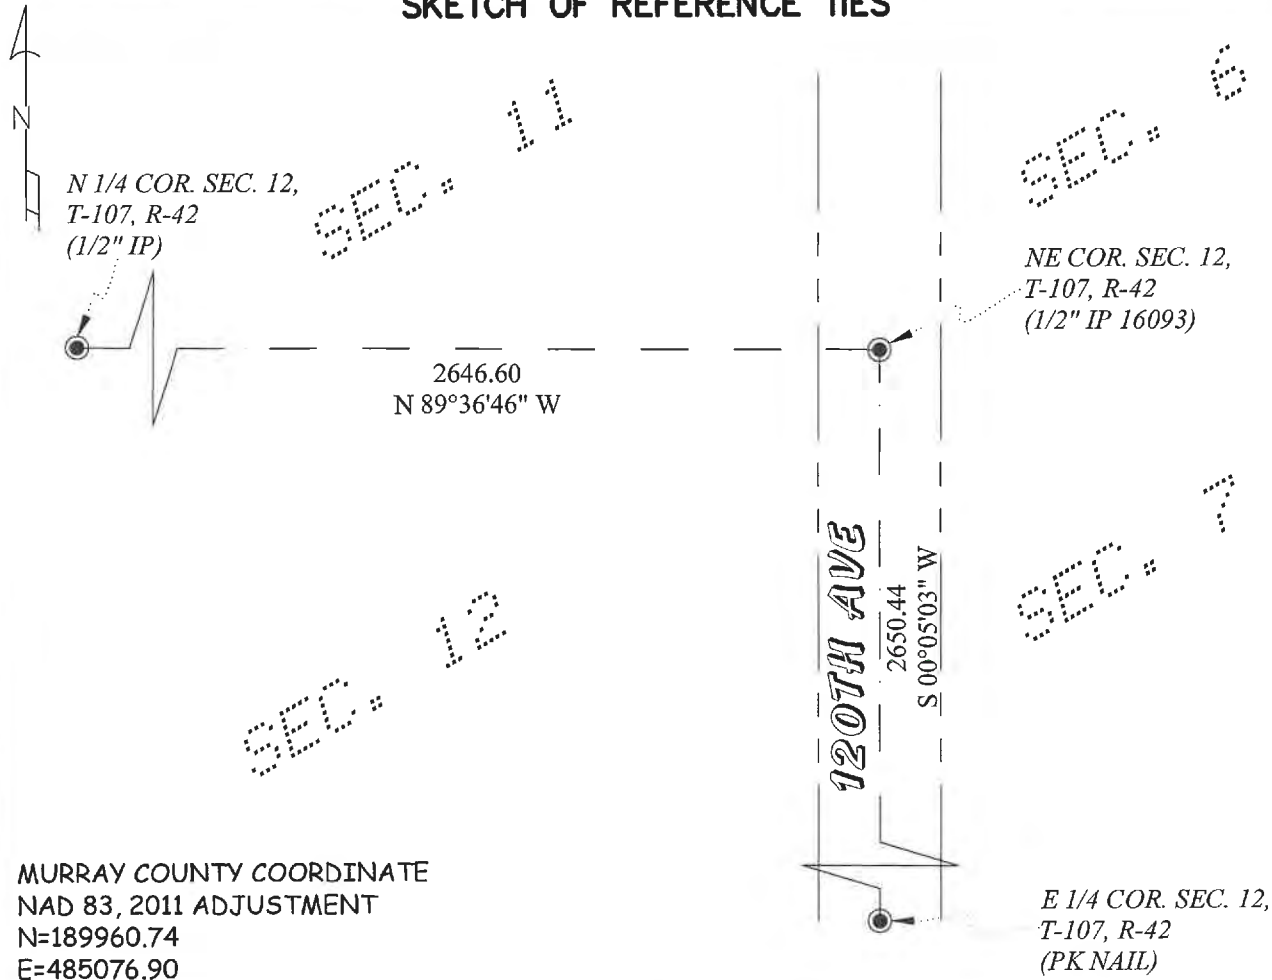 SKETCH OF REFERENCE TIES
N
SEC. 11
SEC. 6
N 1/4 COR. SEC. 12,
T-107, R-42
(1/2" IP)
NE COR. SEC. 12,
T-107, R-42
(1/2" IP 16093)
2646.60
N 89°36'46" W
120TH AVE
2650.44
S 00°05'03" W
SEC. 7
SEC. 12
MURRAY COUNTY COORDINATE
NAD 83, 2011 ADJUSTMENT
N=189960.74
E=485076.90
E 1/4 COR. SEC. 12,
T-107, R-42
(PK NAIL)